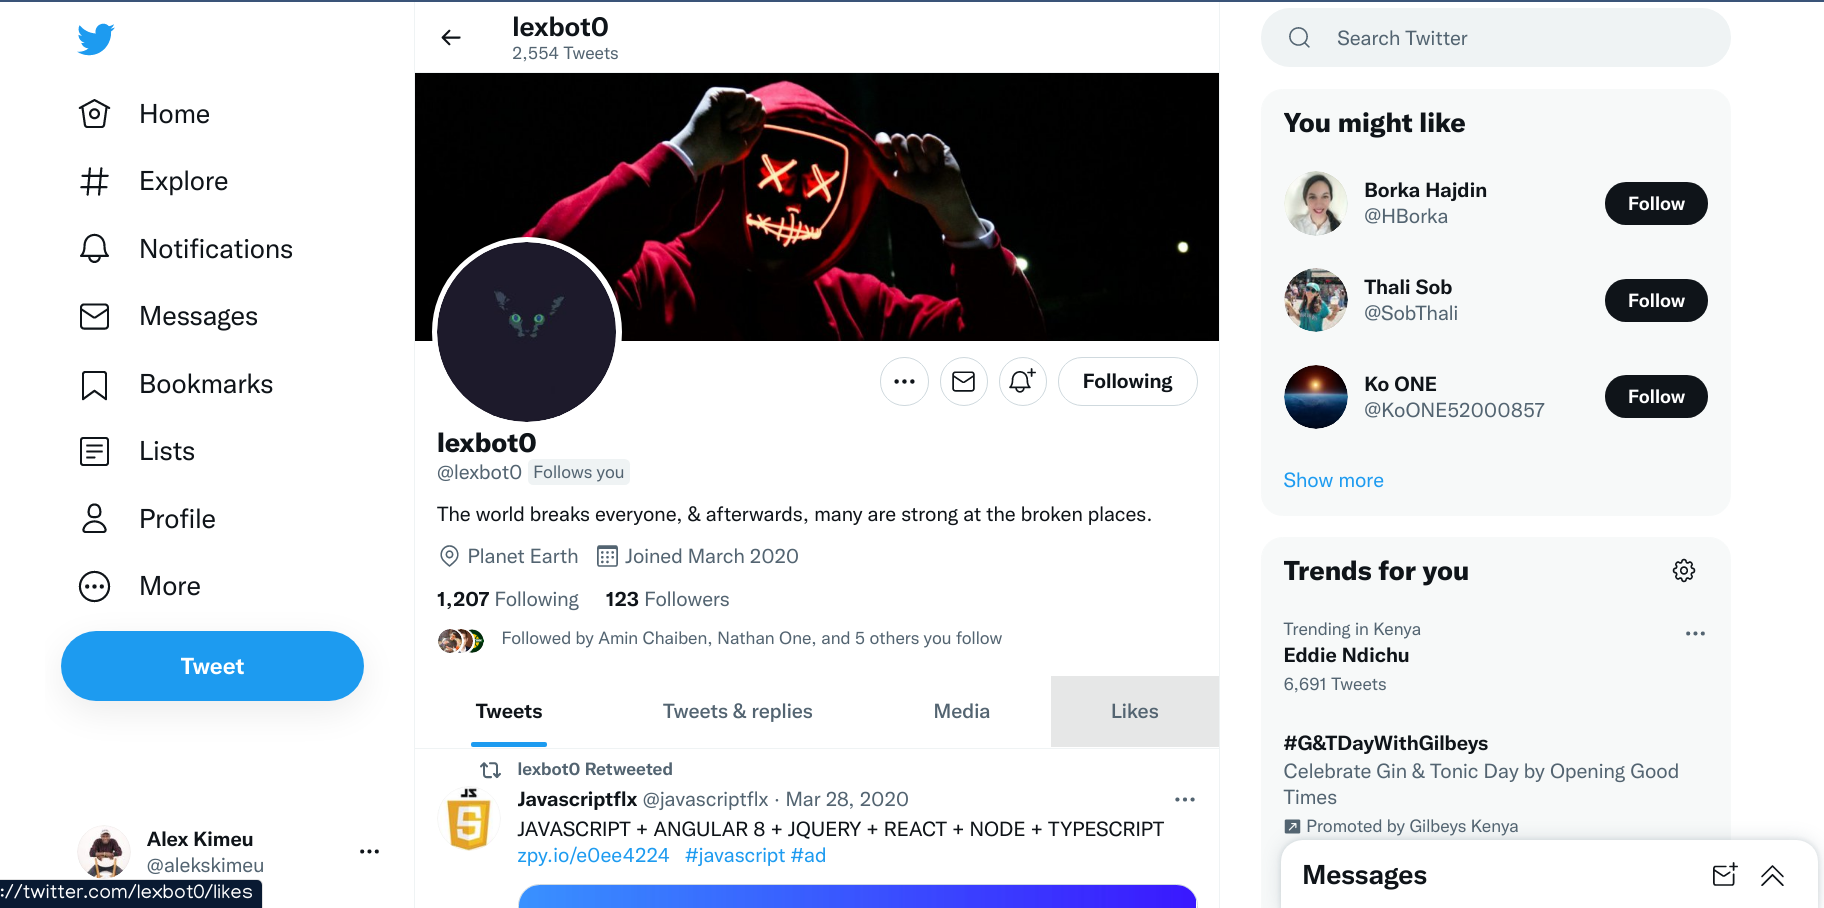 lexbot0
2,554 Tweets
Search Twitter
Home
Explore
Notifications
Messages
Bookmarks
Lists
Profile
More
Tweet
Alex Kimeu
@alekskimeu
://twitter.com/lexbot0/likes
Following
lexbot0
@lexbot0 Follows you
The world breaks everyone, & afterwards, many are strong at the broken places.
Planet Earth Joined March 2020
1,207 Following 123 Followers
Followed by Amin Chaiben, Nathan One, and 5 others you follow
Tweets Tweets & replies Media Likes
lexbot0 Retweeted
Javascriptflx @javascriptflx · Mar 28, 2020
JAVASCRIPT + ANGULAR 8 + JQUERY + REACT + NODE + TYPESCRIPT
zpy.io/e0ee4224 #javascript #ad
JS
5
You might like
Borka Hajdin
@HBorka
Follow
Thali Sob
@SobThali
Follow
Ko ONE
@KoONE52000857
Follow
Show more
Trends for you
Trending in Kenya
Eddie Ndichu
6,691 Tweets
#G&TDayWithGilbeys
Celebrate Gin & Tonic Day by Opening Good
Times
Promoted by Gilbeys Kenya
Messages